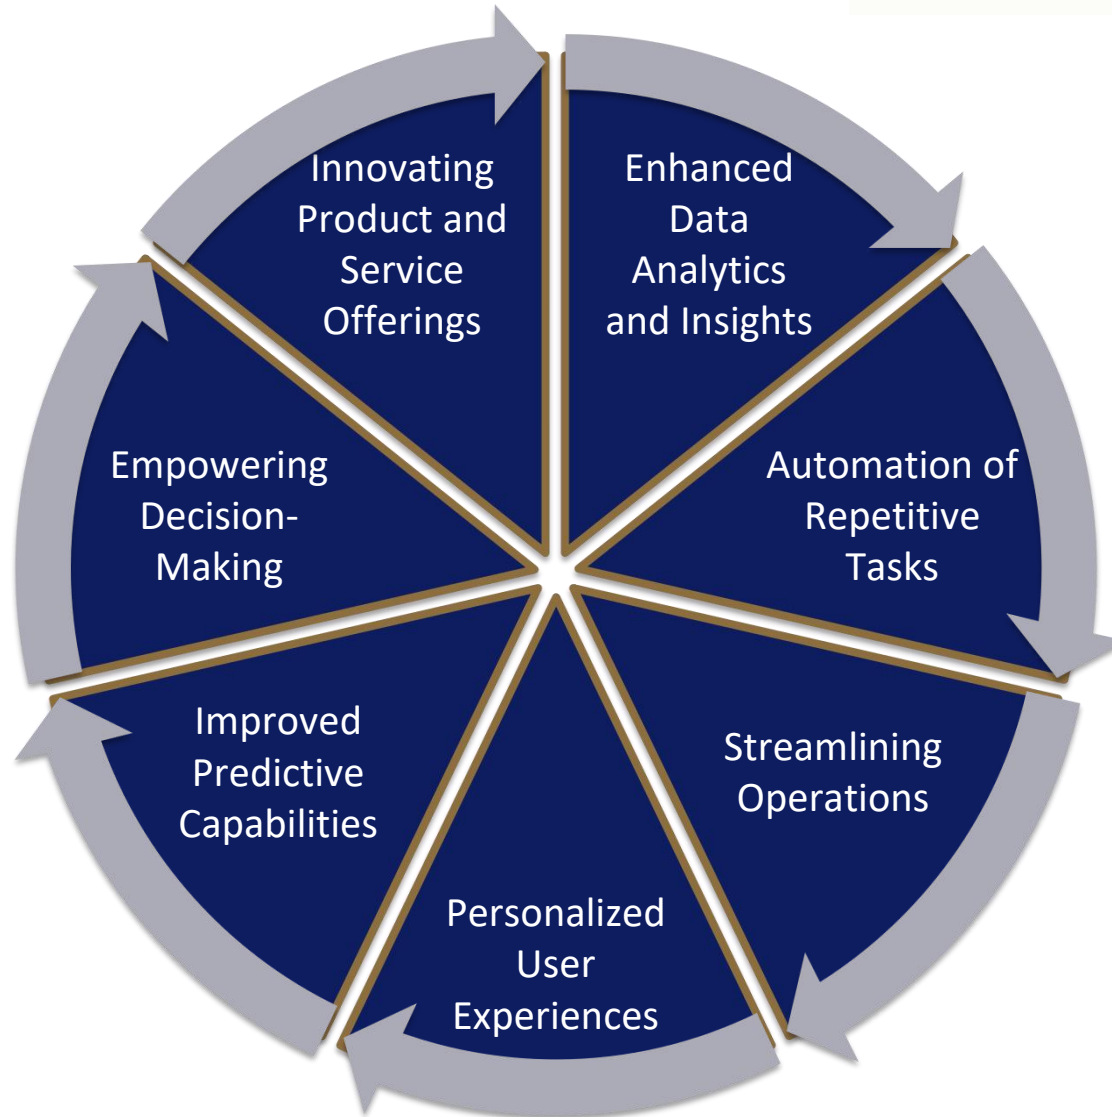 Innovating
Product and
Service
Offerings
Enhanced
Data
Analytics
and Insights
Automation of
Repetitive
Tasks
Streamlining
Operations
Personalized
User
Experiences
Improved
Predictive
Capabilities
Empowering
Decision-
Making